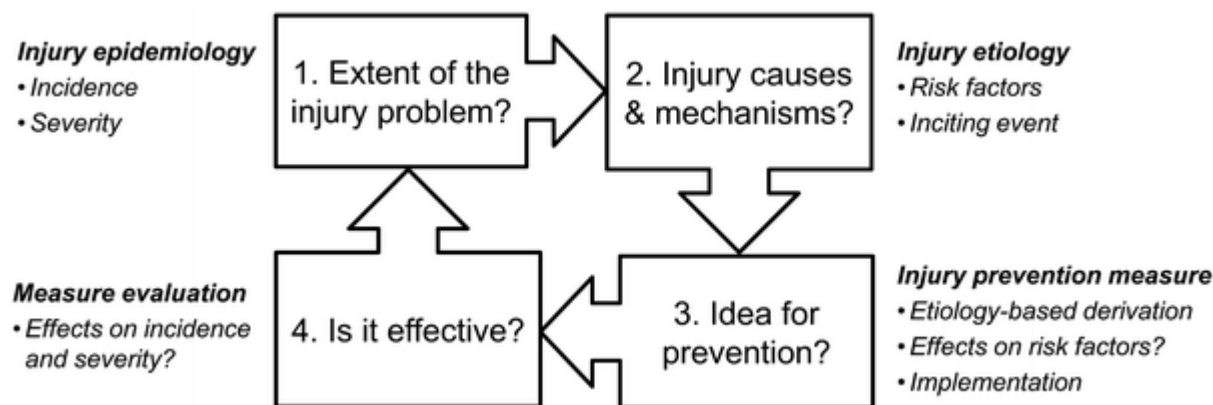 Injury epidemiology
• Incidence
• Severity
1. Extent of the
injury problem?
2. Injury causes
& mechanisms?
Injury etiology
• Risk factors
• Inciting event
Measure evaluation
• Effects on incidence
and severity?
4. Is it effective?
3. Idea for
prevention?
Injury prevention measure
• Etiology-based derivation
• Effects on risk factors?
• Implementation